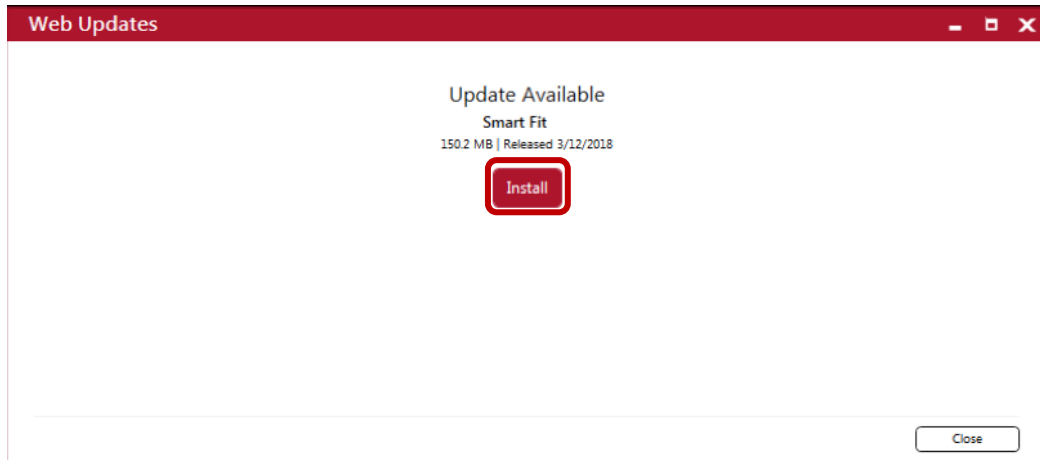 Web Updates
Update Available
Smart Fit
150.2 MB | Released 3/12/2018
Install
Close